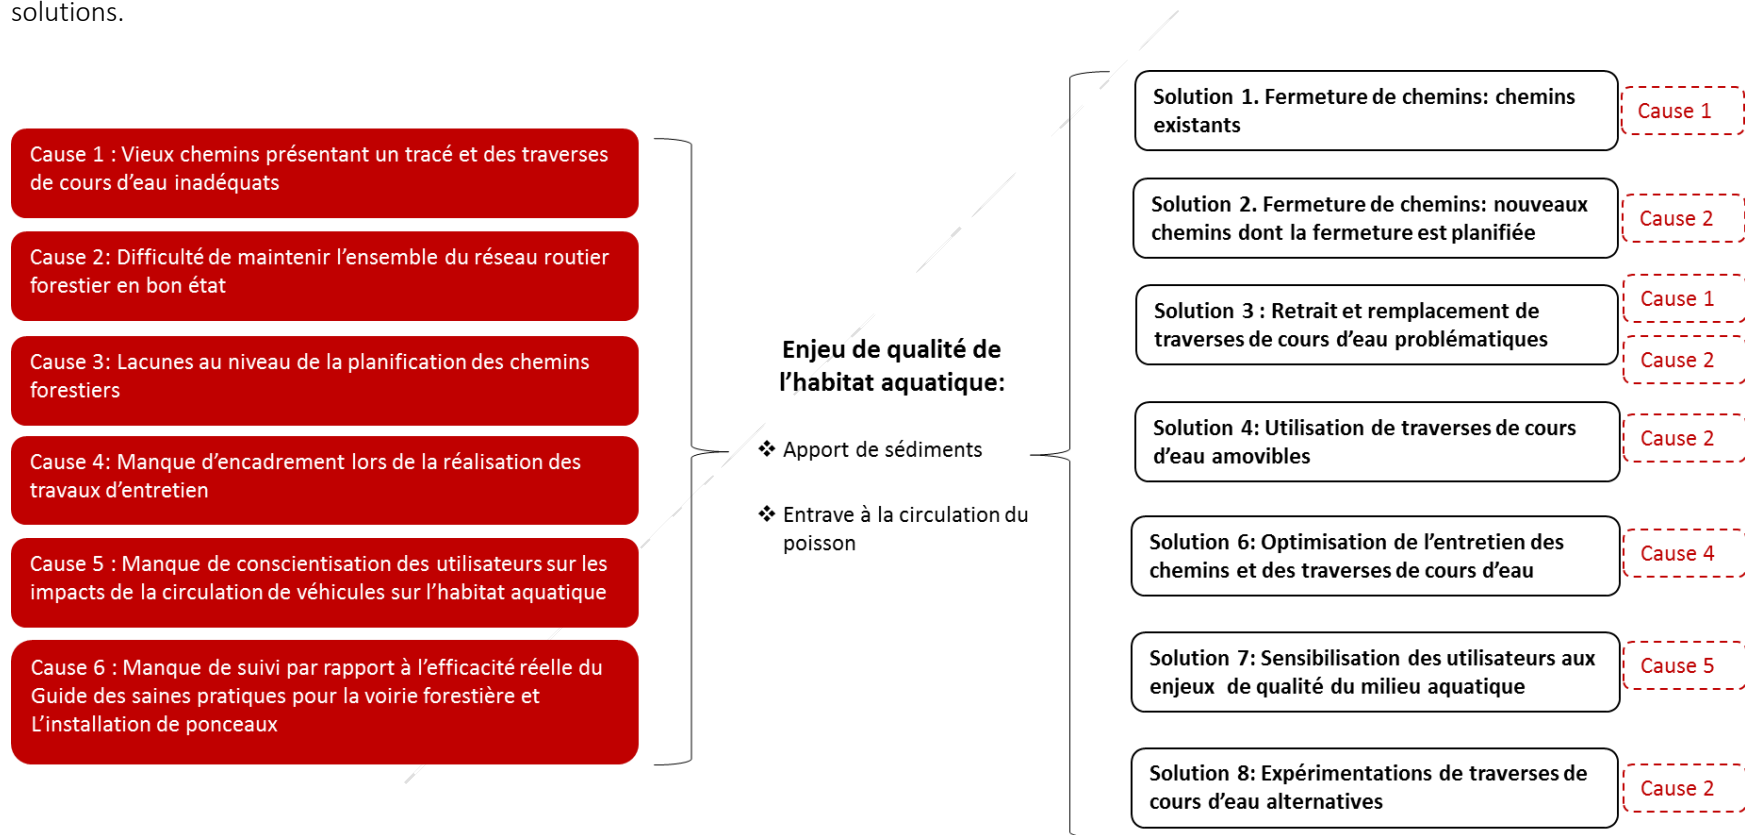 solutions.
Cause 1 : Vieux chemins présentant un tracé et des traverses
de cours d’eau inadéquats
Cause 2: Difficulté de maintenir l’ensemble du réseau routier
forestier en bon état
Cause 3: Lacunes au niveau de la planification des chemins
forestiers
Cause 4: Manque d’encadrement lors de la réalisation des
travaux d’entretien
Cause 5 : Manque de conscientisation des utilisateurs sur les
impacts de la circulation de véhicules sur l’habitat aquatique
Cause 6 : Manque de suivi par rapport à l’efficacité réelle du
Guide des saines pratiques pour la voirie forestière et
L’installation de ponceaux
Enjeu de qualité de
l’habitat aquatique:
❖ Apport de sédiments
❖ Entrave à la circulation du
poisson
Solution 1. Fermeture de chemins: chemins
existants
Cause 1
Solution 2. Fermeture de chemins: nouveaux
chemins dont la fermeture est planifiée
Cause 2
Solution 3 : Retrait et remplacement de
traverses de cours d’eau problématiques
Cause 1
Cause 2
Solution 4: Utilisation de traverses de cours
d’eau amovibles
Cause 2
Solution 6: Optimisation de l’entretien des
chemins et des traverses de cours d’eau
Cause 4
Solution 7: Sensibilisation des utilisateurs aux
enjeux de qualité du milieu aquatique
Cause 5
Solution 8: Expérimentations de traverses de
cours d’eau alternatives
Cause 2